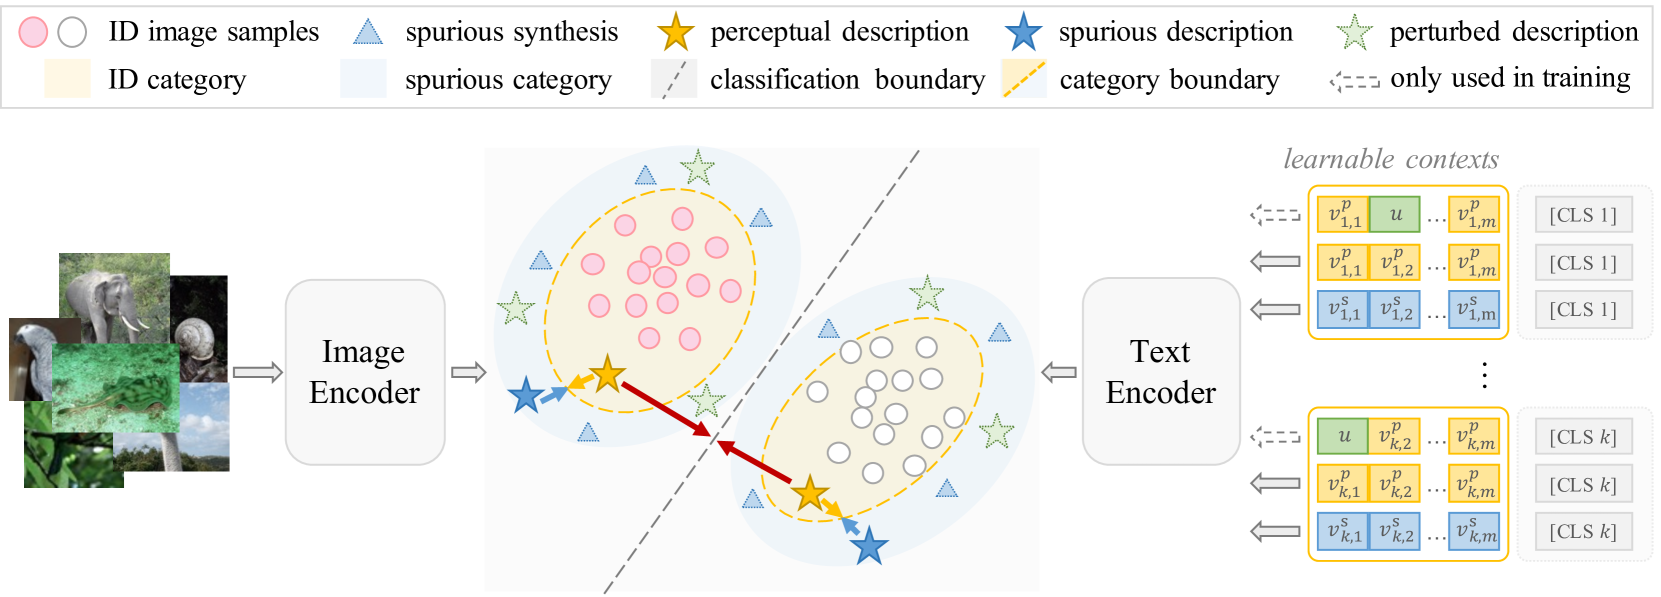 ID image samples spurious synthesis perceptual description spurious description perturbed description
ID category spurious category classification boundary category boundary only used in training
learnable contexts
v^p_{1,1} u ... v^p_{1,m} [CLS 1]
v^p_{1,1} v^p_{1,2} ... v^p_{1,m} [CLS 1]
v^s_{1,1} v^s_{1,2} ... v^s_{1,m} [CLS 1]
⋮
Image
Encoder
Text
Encoder
u v^p_{k,2} ... v^p_{k,m} [CLS k]
v^p_{k,1} v^p_{k,2} ... v^p_{k,m} [CLS k]
v^s_{k,1} v^s_{k,2} ... v^s_{k,m} [CLS k]